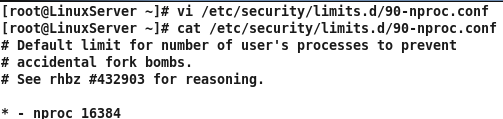 [root@LinuxServer ~]# vi /etc/security/limits.d/90-nproc.conf
[root@LinuxServer ~]# cat /etc/security/limits.d/90-nproc.conf
# Default limit for number of user's processes to prevent
# accidental fork bombs.
# See rhbz #432903 for reasoning.
* - nproc 16384